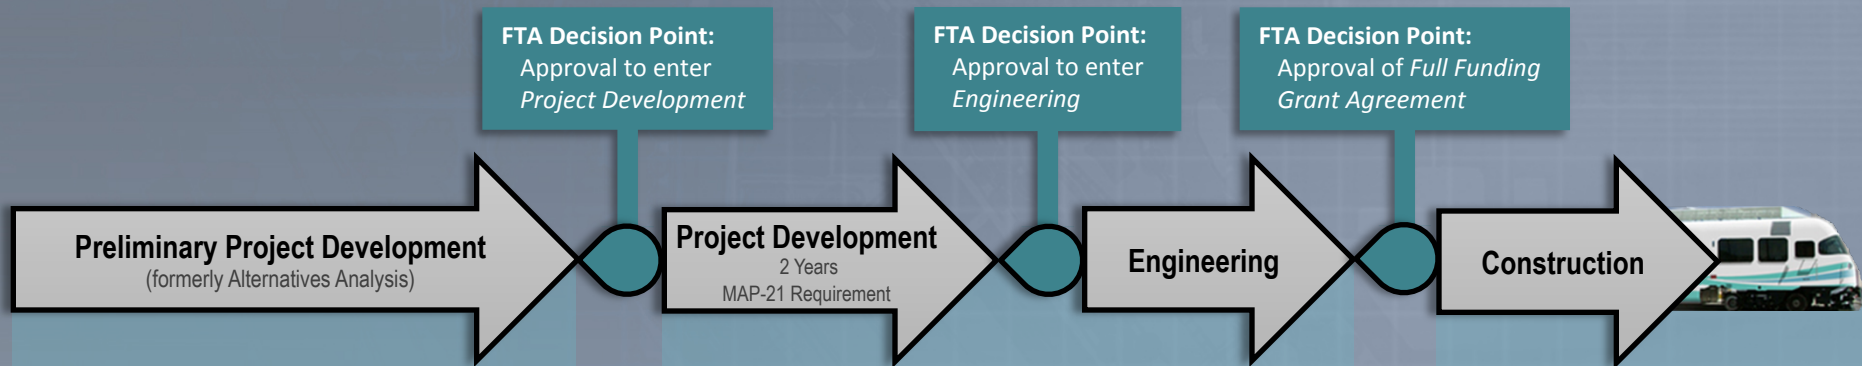 FTA Decision Point:
Approval to enter
Project Development
FTA Decision Point:
Approval to enter
Engineering
FTA Decision Point:
Approval of Full Funding
Grant Agreement
Preliminary Project Development
(formerly Alternatives Analysis)
Project Development
2 Years
MAP-21 Requirement
Engineering
Construction